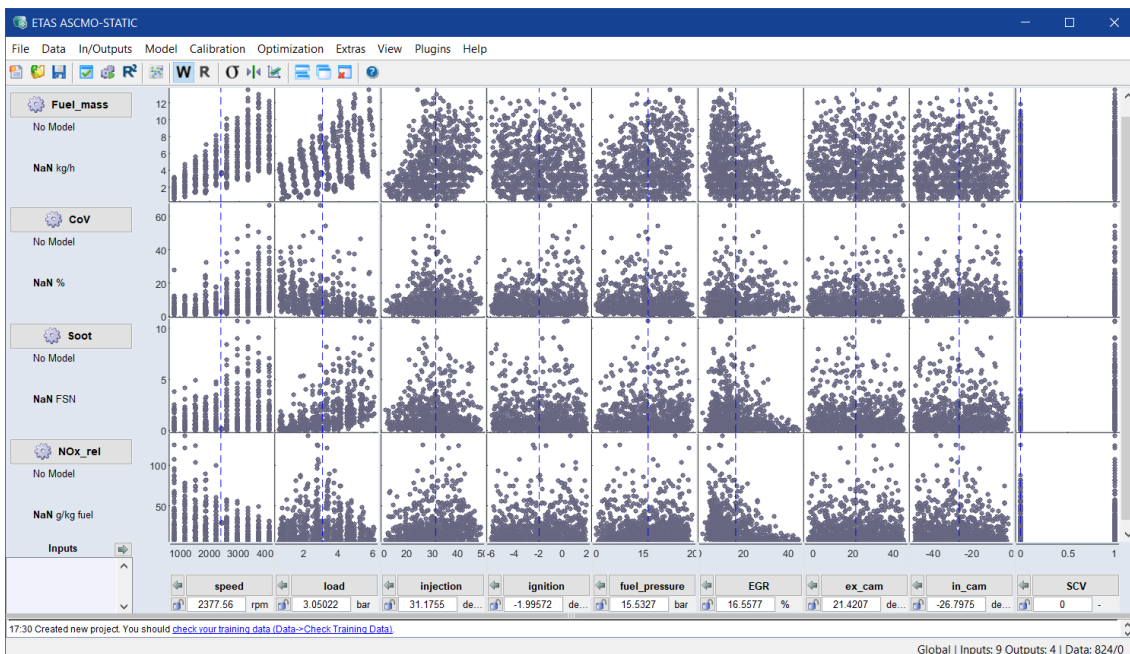 ETAS ASCMO-STATIC
File Data In/Outputs Model Calibration Optimization Extras View Plugins Help
R² W R σ
Fuel_mass
No Model
NaN kg/h
12
10
8
6
4
2
CoV
No Model
NaN %
60
40
20
0
Soot
No Model
NaN FSN
10
5
0
NOx_rel
No Model
NaN g/kg fuel
100
50
Inputs
1000 2000 3000 400 2 4 6 0 20 40 -6 -4 -2 0 2 0 15 20 40 0 20 40 -40 -20 0 0 0.5 1
speed load injection ignition fuel_pressure EGR ex_cam in_cam SCV
2377.56 rpm 3.05022 bar 31.1755 de... -1.99572 de... 15.5327 bar 16.5577 % 21.4207 de... -26.7975 de... 0 -
17:30 Created new project. You should check your training data (Data->Check Training Data).
Global | Inputs: 9 Outputs: 4 | Data: 824/0